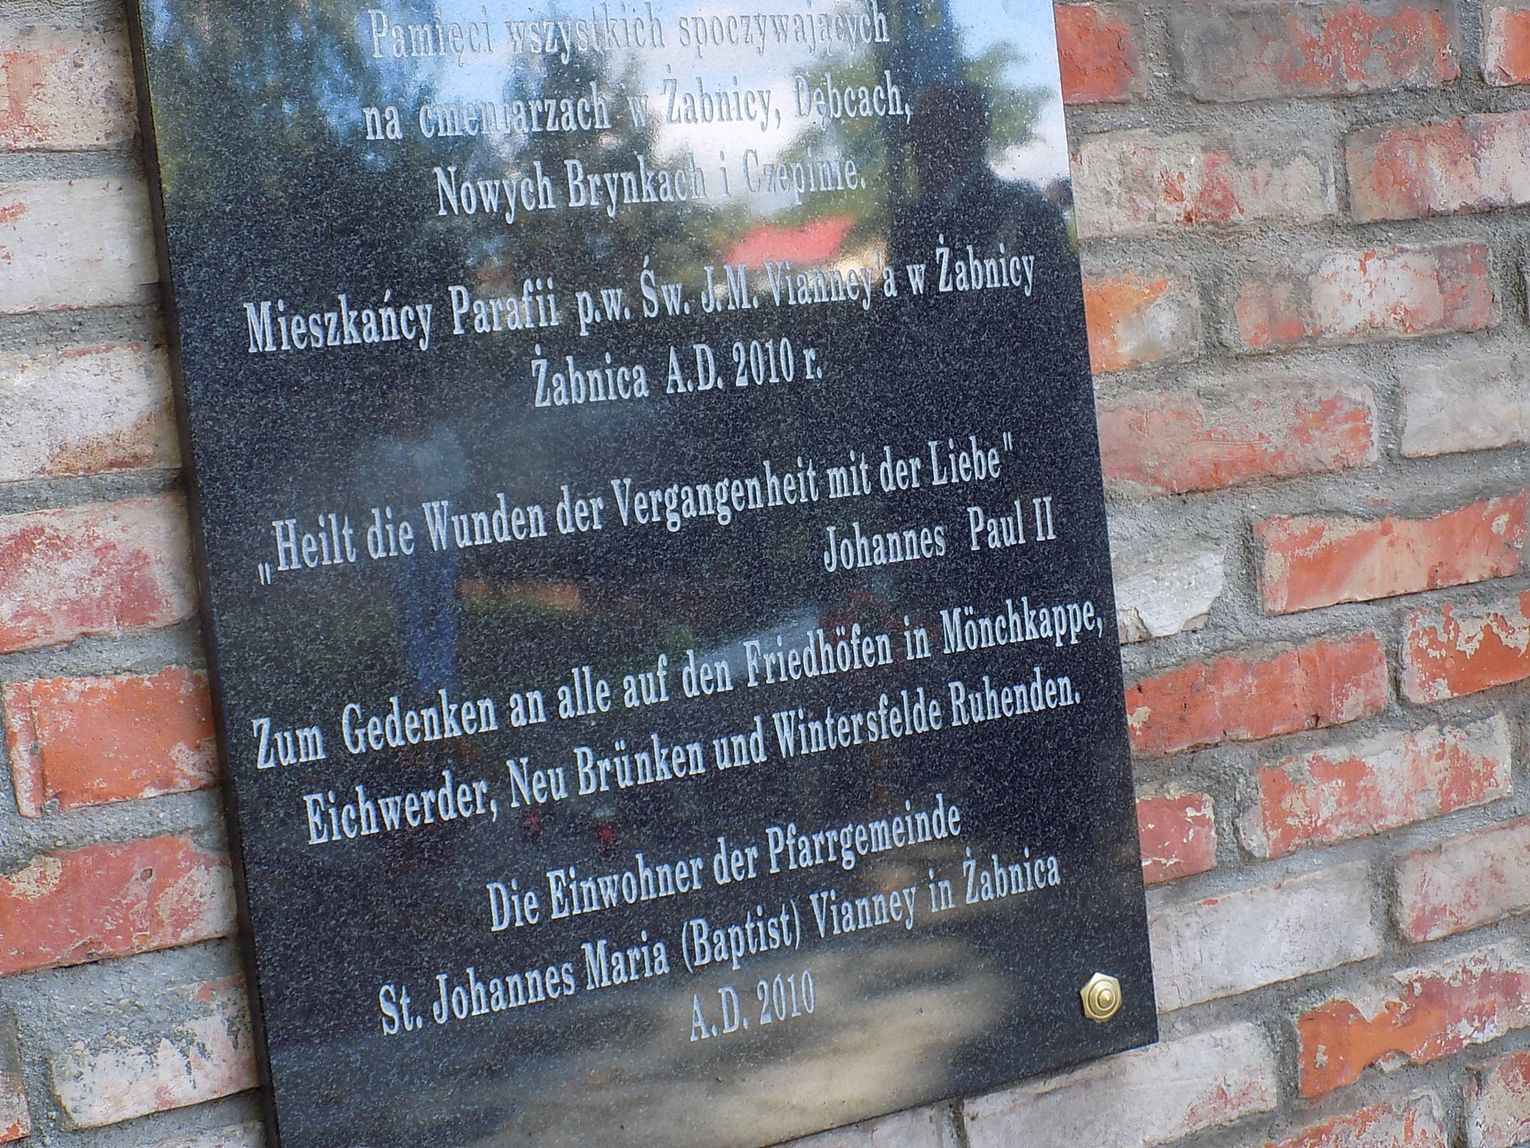 Pamięci wszystkich spoczywających
na cmentarzach w Żabnicy, Dębcach,
Nowych Brynkach i Czepinie.
Mieszkańcy Parafii p.w. Św. J.M. Vianney'a w Żabnicy
Żabnica A.D. 2010 r.
„Heilt die Wunden der Vergangenheit mit der Liebe"
Johannes Paul II
Zum Gedenken an alle auf den Friedhöfen in Mönchkappe,
Eichwerder, Neu Brünken und Wintersfelde Ruhenden.
Die Einwohner der Pfarrgemeinde
St. Johannes Maria (Baptist) Vianney in Żabnica
A.D. 2010